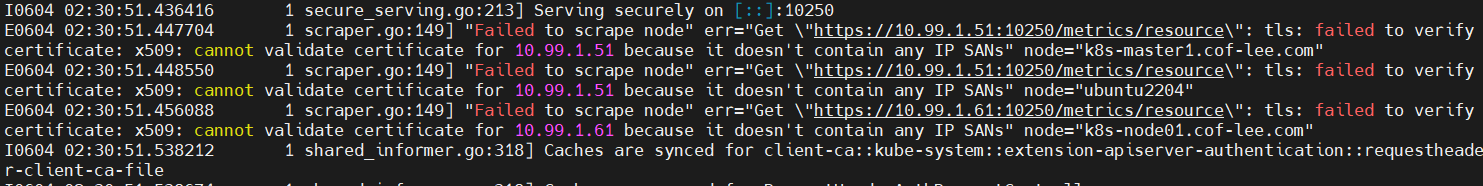 I0604 02:30:51.436416       1 secure_serving.go:213] Serving securely on [::]:10250
E0604 02:30:51.447704       1 scraper.go:149] "Failed to scrape node" err="Get \"https://10.99.1.51:10250/metrics/resource\": tls: failed to verify
certificate: x509: cannot validate certificate for 10.99.1.51 because it doesn't contain any IP SANs" node="k8s-master1.cof-lee.com"
E0604 02:30:51.448550       1 scraper.go:149] "Failed to scrape node" err="Get \"https://10.99.1.51:10250/metrics/resource\": tls: failed to verify
certificate: x509: cannot validate certificate for 10.99.1.51 because it doesn't contain any IP SANs" node="ubuntu2204"
E0604 02:30:51.456088       1 scraper.go:149] "Failed to scrape node" err="Get \"https://10.99.1.61:10250/metrics/resource\": tls: failed to verify
certificate: x509: cannot validate certificate for 10.99.1.61 because it doesn't contain any IP SANs" node="k8s-node01.cof-lee.com"
I0604 02:30:51.538212       1 shared_informer.go:318] Caches are synced for client-ca::kube-system::extension-apiserver-authentication::requestheade
r-client-ca-file